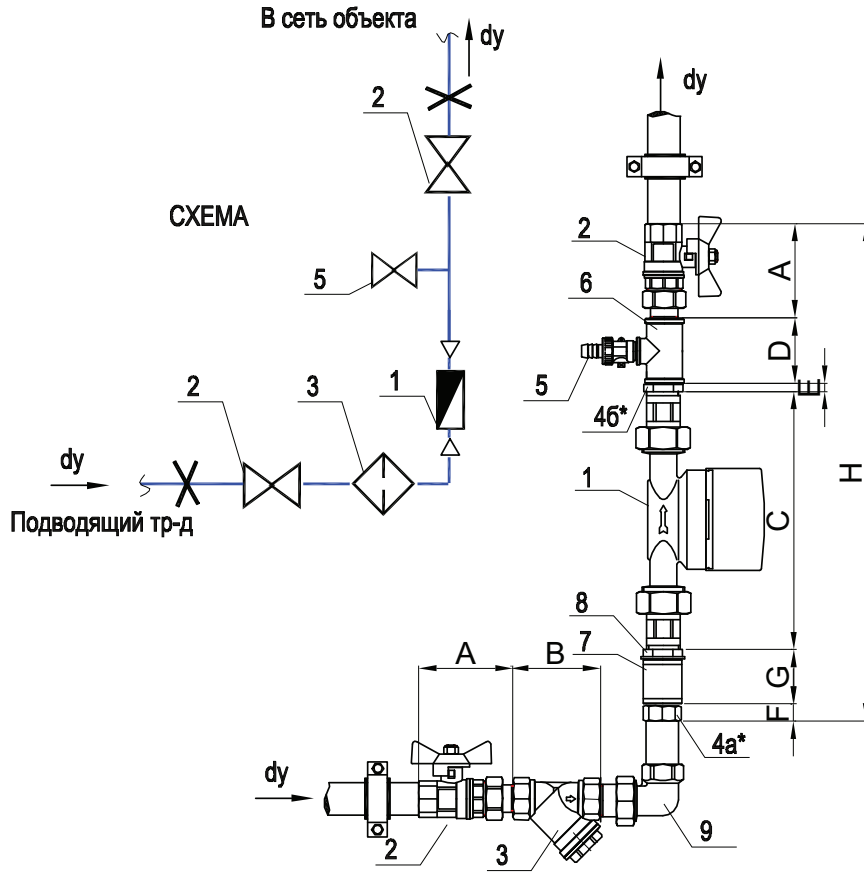 В сеть объекта
dy
2
СХЕМА
5
2
3
1
dy
Подводящий тр-д
dy
2
A
6
D
E
5
4б*
H
1
C
8
7
A
B
G
F
4а*
dy
2
3
9